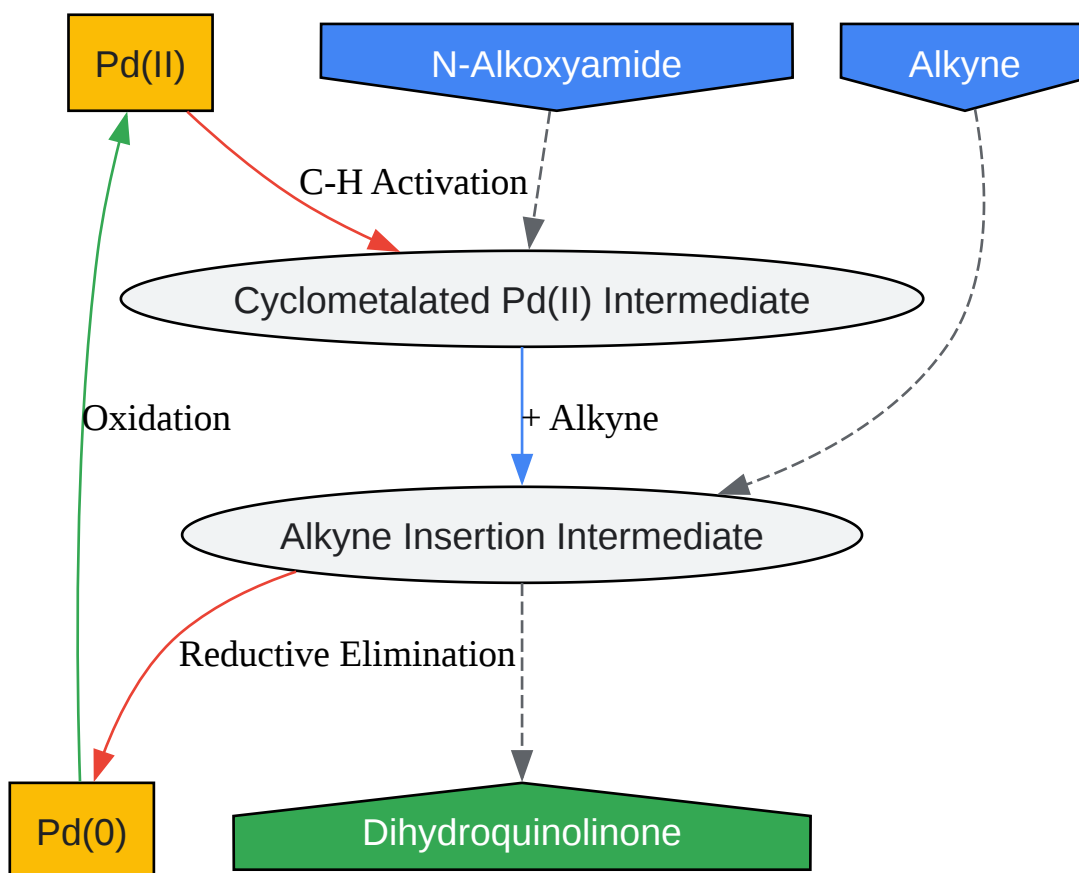 Pd(II)
N-Alkoxyamide
Alkyne
C-H Activation
Cyclometalated Pd(II) Intermediate
Oxidation
+ Alkyne
Alkyne Insertion Intermediate
Reductive Elimination
Pd(0)
Dihydroquinolinone